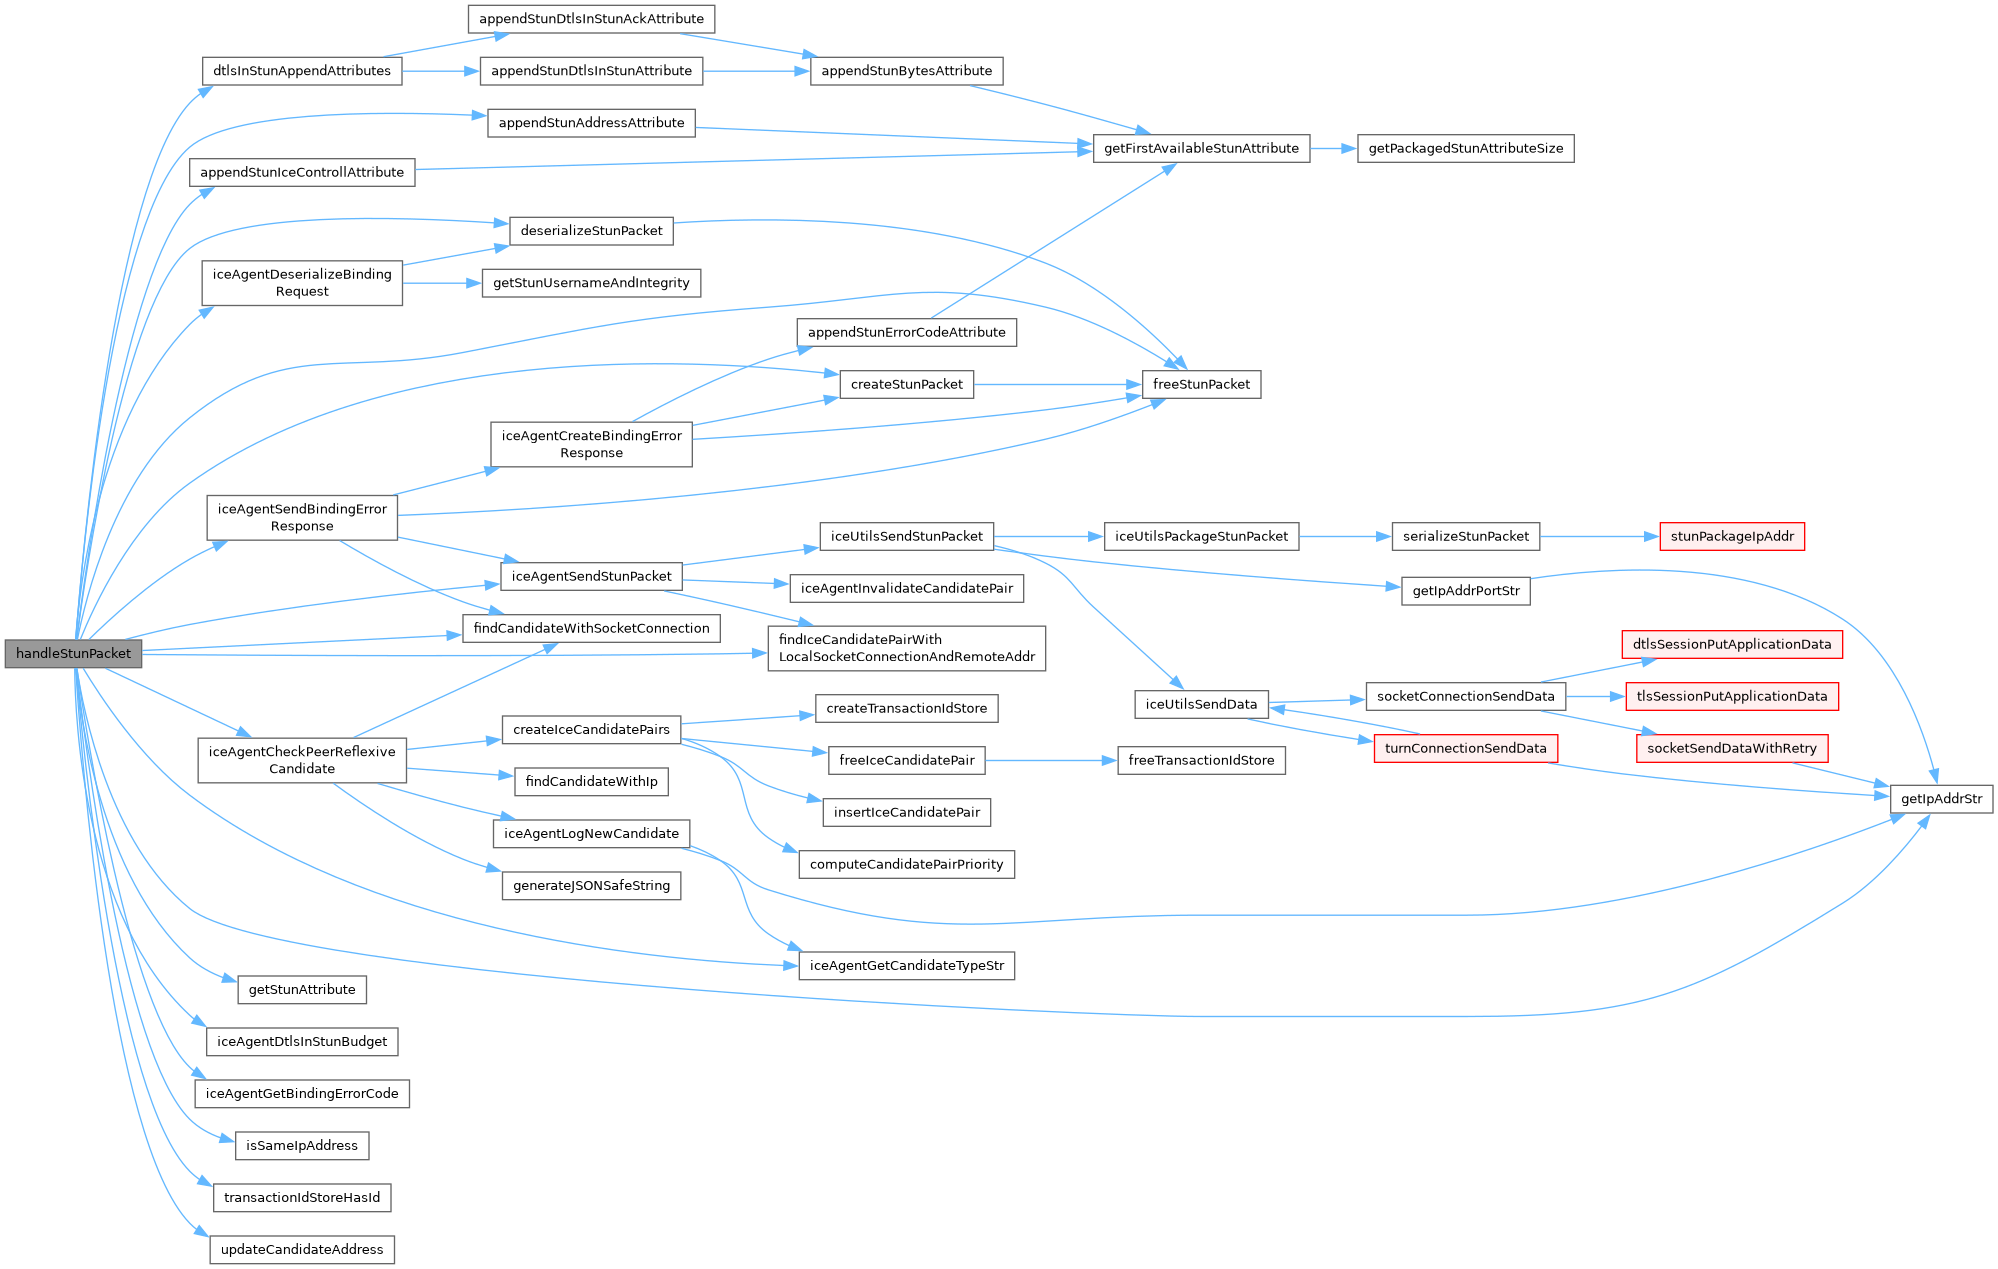 appendStunDtlsInStunAckAttribute
dtlsInStunAppendAttributes
appendStunDtlsInStunAttribute
appendStunBytesAttribute
appendStunAddressAttribute
getFirstAvailableStunAttribute
getPackagedStunAttributeSize
appendStunIceControllAttribute
deserializeStunPacket
iceAgentDeserializeBinding
Request
getStunUsernameAndIntegrity
appendStunErrorCodeAttribute
createStunPacket
freeStunPacket
iceAgentCreateBindingError
Response
iceAgentSendBindingError
Response
iceUtilsSendStunPacket
iceUtilsPackageStunPacket
serializeStunPacket
stunPackageIpAddr
iceAgentSendStunPacket
iceAgentInvalidateCandidatePair
getIpAddrPortStr
findCandidateWithSocketConnection
handleStunPacket
findIceCandidatePairWith
LocalSocketConnectionAndRemoteAddr
dtlsSessionPutApplicationData
socketConnectionSendData
tlsSessionPutApplicationData
iceUtilsSendData
createTransactionIdStore
createIceCandidatePairs
iceAgentCheckPeerReflexive
Candidate
turnConnectionSendData
socketSendDataWithRetry
freeIceCandidatePair
freeTransactionIdStore
findCandidateWithIp
getIpAddrStr
insertIceCandidatePair
iceAgentLogNewCandidate
computeCandidatePairPriority
generateJSONSafeString
iceAgentGetCandidateTypeStr
getStunAttribute
iceAgentDtlsInStunBudget
iceAgentGetBindingErrorCode
isSameIpAddress
transactionIdStoreHasId
updateCandidateAddress